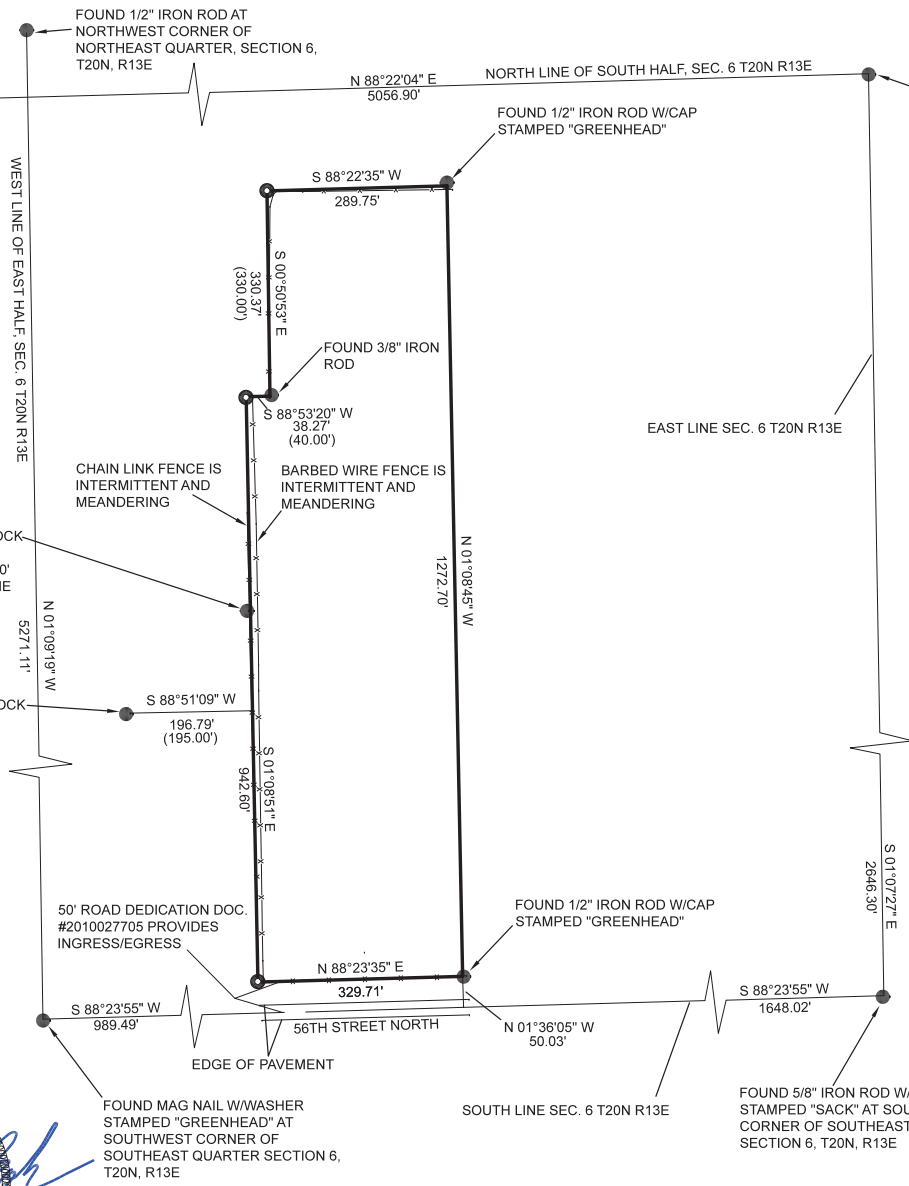 FOUND 1/2" IRON ROD AT
NORTHWEST CORNER OF
NORTHEAST QUARTER, SECTION 6,
T20N, R13E
N 88°22'04" E
5056.90'
NORTH LINE OF SOUTH HALF, SEC. 6 T20N R13E
FOUND 1/2" IRON ROD W/CAP
STAMPED "GREENHEAD"
WEST LINE OF EAST HALF, SEC. 6 T20N R13E
S 88°22'35" W
289.75'
S 00°50'53" E
330.37'
(330.00')
FOUND 3/8" IRON
ROD
S 88°53'20" W
38.27'
(40.00')
EAST LINE SEC. 6 T20N R13E
CHAIN LINK FENCE IS
INTERMITTENT AND
MEANDERING
BARBED WIRE FENCE IS
INTERMITTENT AND
MEANDERING
OCK
0'
NE
N 01°08'45" W
1272.70'
N 01°09'19" W
5271.11'
OCK
S 88°51'09" W
196.79'
(195.00')
S 01°08'51" E
942.60'
S 01°07'27" E
2646.30'
50' ROAD DEDICATION DOC.
#2010027705 PROVIDES
INGRESS/EGRESS
FOUND 1/2" IRON ROD W/CAP
STAMPED "GREENHEAD"
N 88°23'35" E
329.71'
S 88°23'55" W
989.49'
S 88°23'55" W
1648.02'
56TH STREET NORTH
N 01°36'05" W
50.03'
EDGE OF PAVEMENT
FOUND MAG NAIL W/WASHER
STAMPED "GREENHEAD" AT
SOUTHWEST CORNER OF
SOUTHEAST QUARTER SECTION 6,
T20N, R13E
SOUTH LINE SEC. 6 T20N R13E
FOUND 5/8" IRON ROD W/
STAMPED "SACK" AT SOU
CORNER OF SOUTHEAST
SECTION 6, T20N, R13E